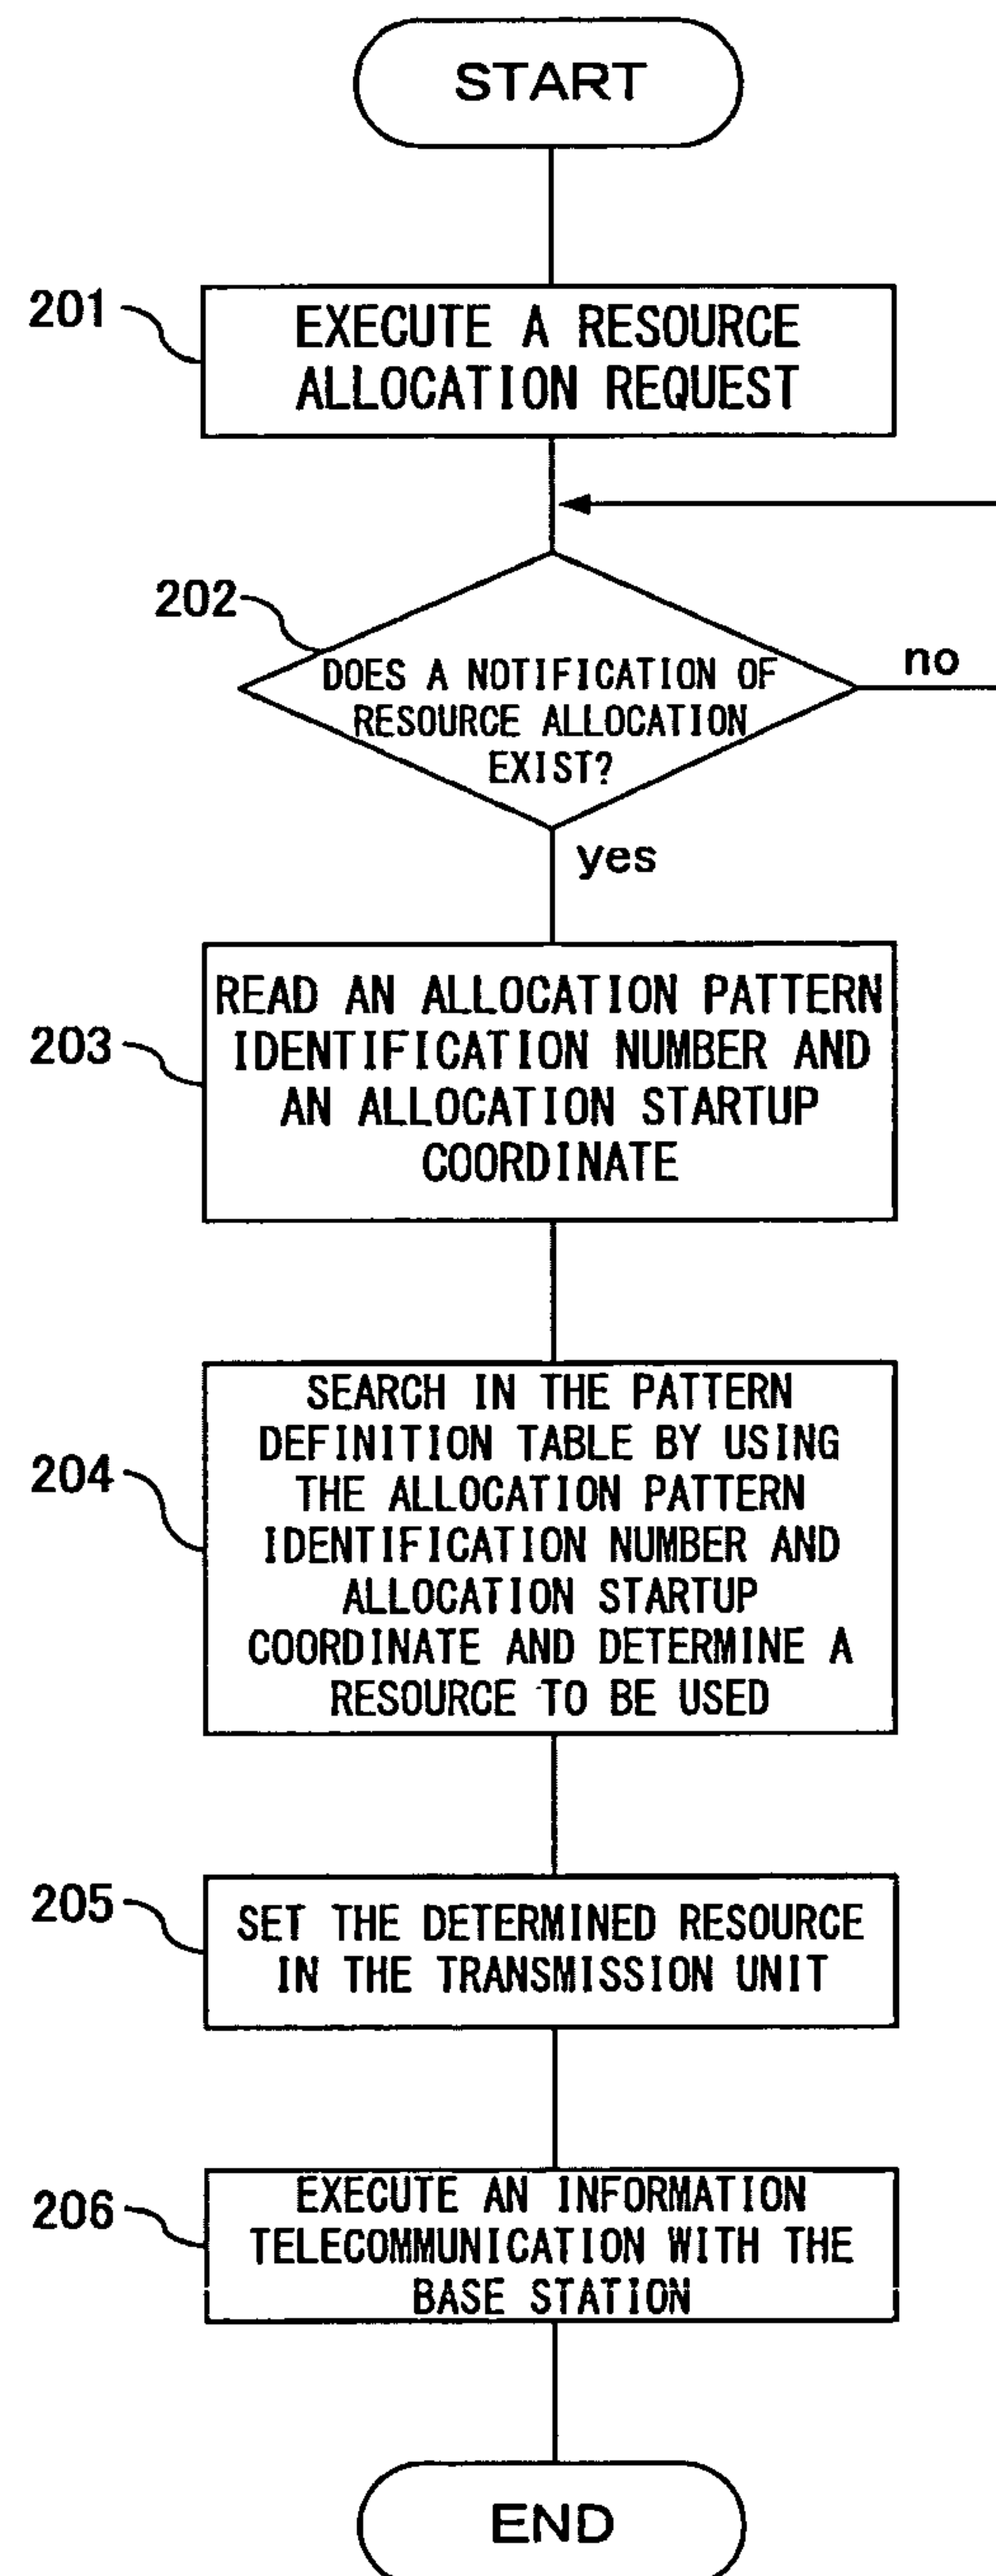 START
201
EXECUTE A RESOURCE
ALLOCATION REQUEST
202
DOES A NOTIFICATION OF
RESOURCE ALLOCATION
EXIST?
no
yes
203
READ AN ALLOCATION PATTERN
IDENTIFICATION NUMBER AND
AN ALLOCATION STARTUP
COORDINATE
204
SEARCH IN THE PATTERN
DEFINITION TABLE BY USING
THE ALLOCATION PATTERN
IDENTIFICATION NUMBER AND
ALLOCATION STARTUP
COORDINATE AND DETERMINE A
RESOURCE TO BE USED
205
SET THE DETERMINED RESOURCE
IN THE TRANSMISSION UNIT
206
EXECUTE AN INFORMATION
TELECOMMUNICATION WITH THE
BASE STATION
END